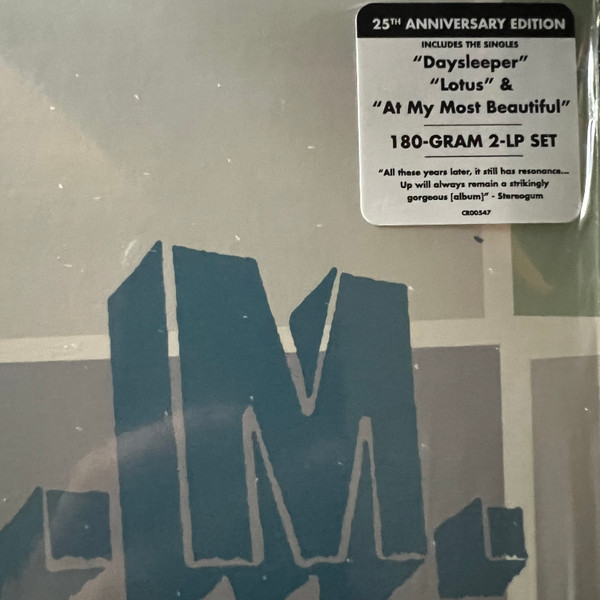 25TH ANNIVERSARY EDITION
INCLUDES THE SINGLES
"Daysleeper"
"Lotus" &
"At My Most Beautiful"
180-GRAM 2-LP SET
"All these years later, it still has resonance...
Up will always remain a strikingly
gorgeous [album]" - Stereogum
CR00547
.M.